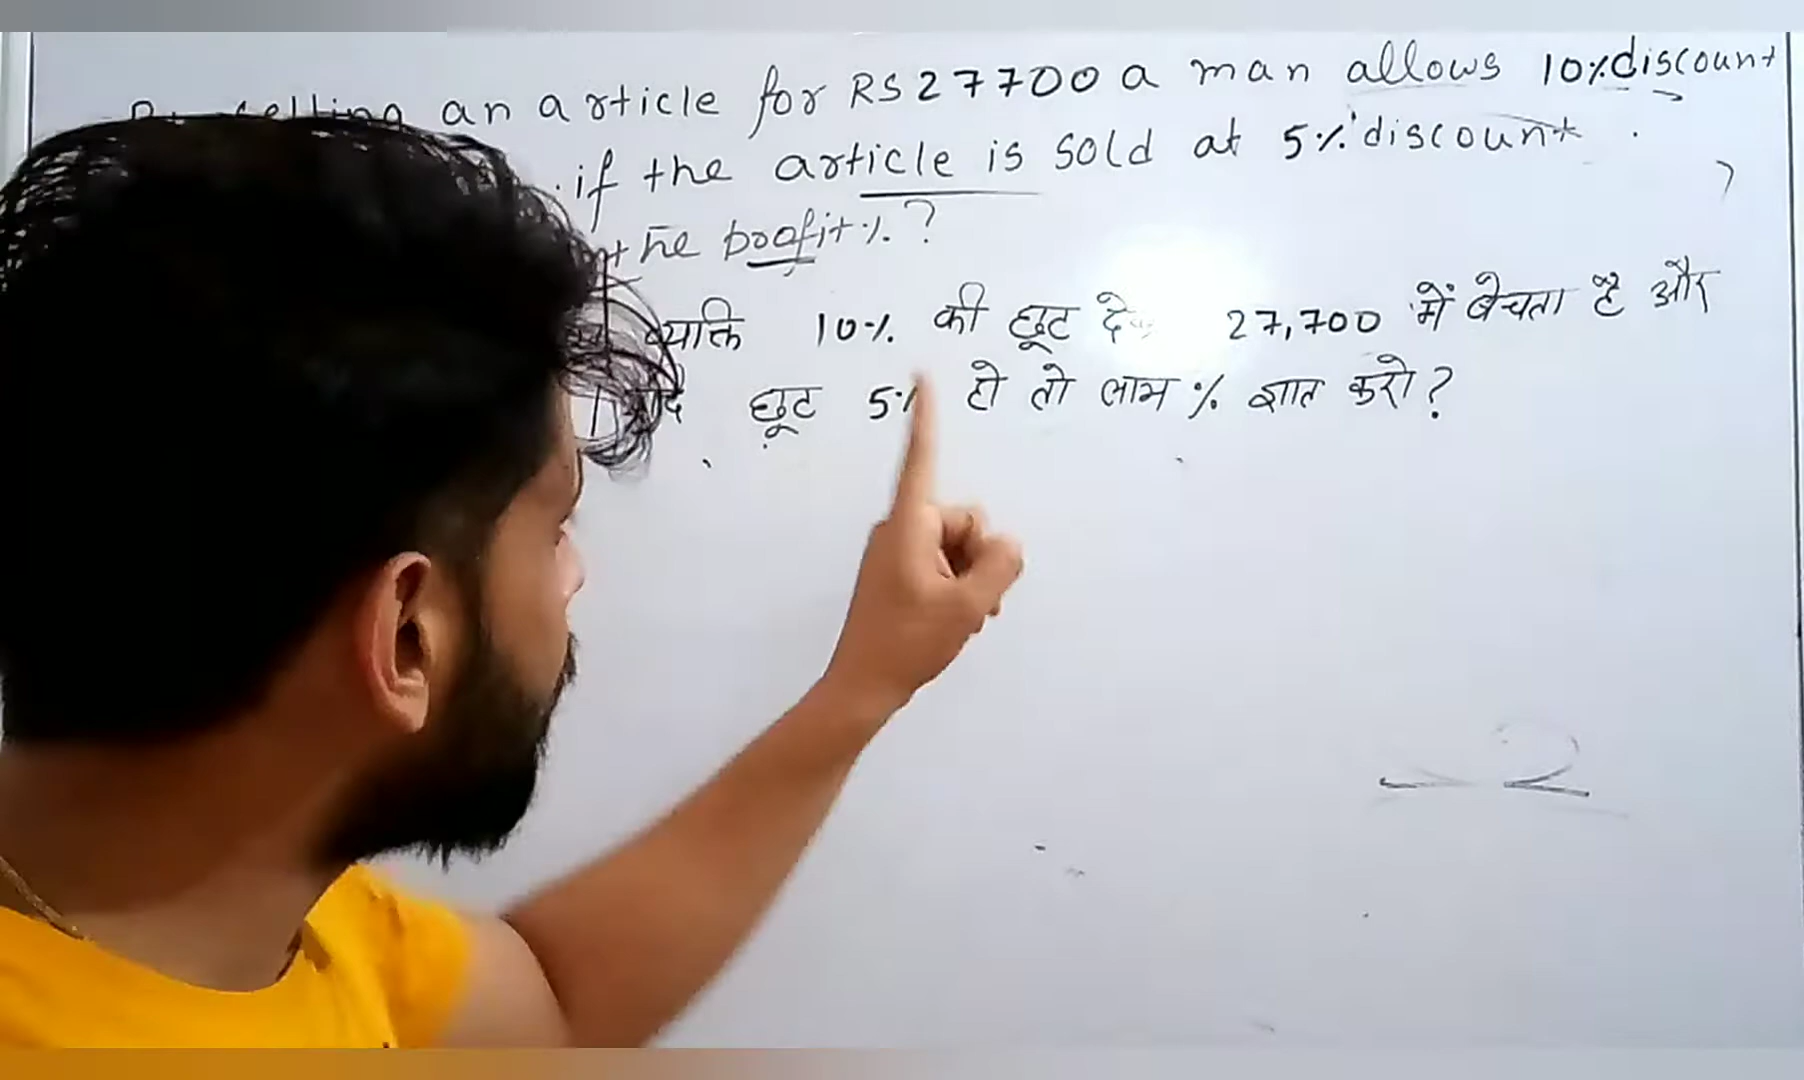 selling an article for RS 27700 a man allows 10% discount
if the article is sold at 5% discount
the profit%?
व्यक्ति 10% की छूट 27,700 में बेचता है और
छूट 5% हो तो लाभ % ज्ञात करो?